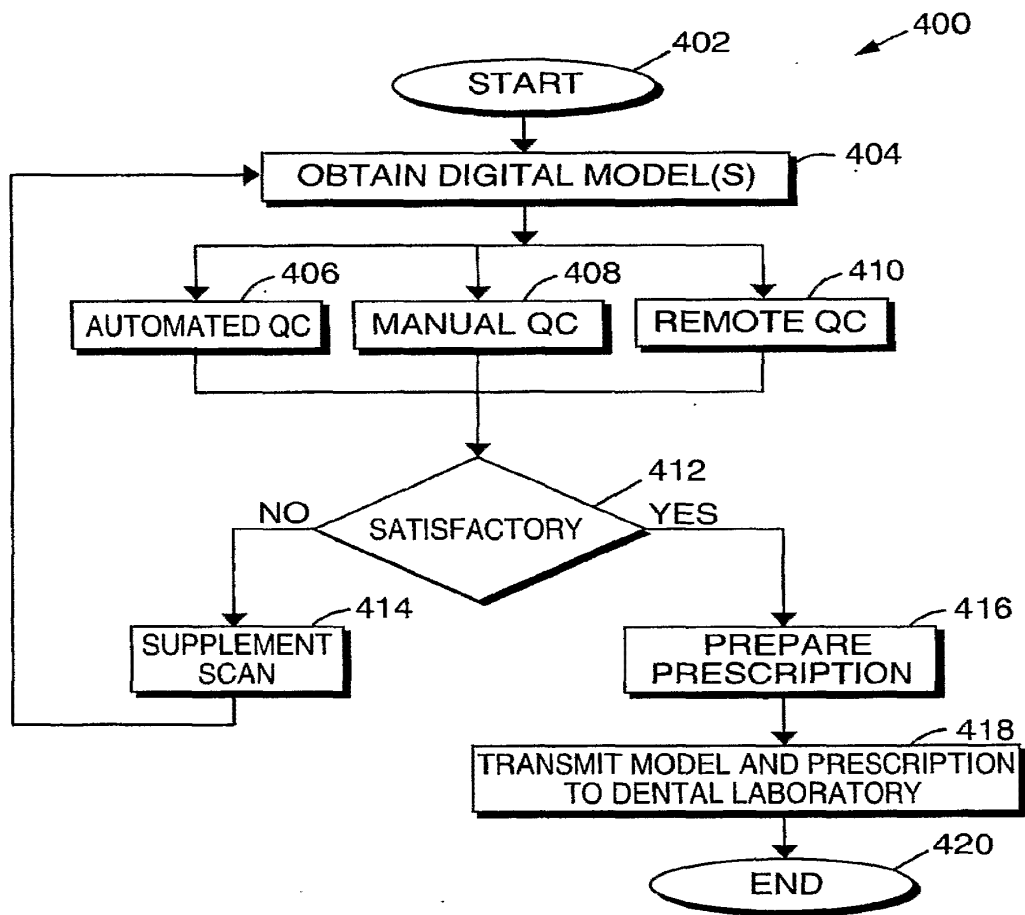 400
402
START
404
OBTAIN DIGITAL MODEL(S)
406
408
410
AUTOMATED QC
MANUAL QC
REMOTE QC
412
NO
SATISFACTORY
YES
414
416
SUPPLEMENT
SCAN
PREPARE
PRESCRIPTION
418
TRANSMIT MODEL AND PRESCRIPTION
TO DENTAL LABORATORY
420
END